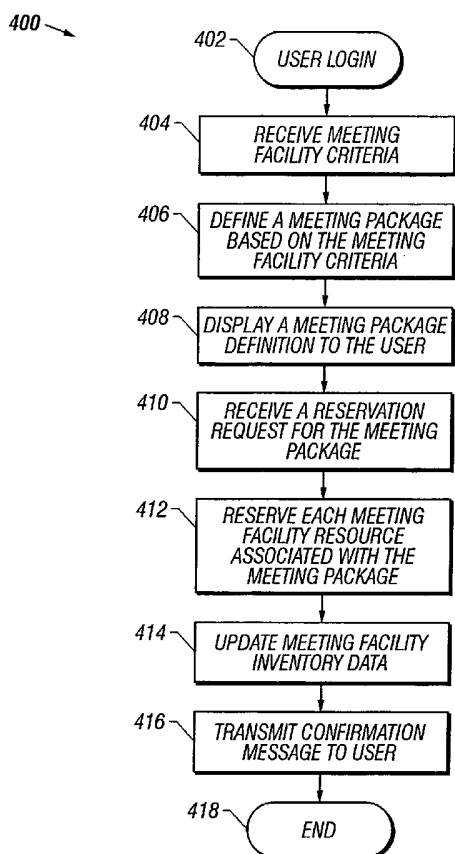 400
402
USER LOGIN
404
RECEIVE MEETING
FACILITY CRITERIA
406
DEFINE A MEETING PACKAGE
BASED ON THE MEETING
FACILITY CRITERIA
408
DISPLAY A MEETING PACKAGE
DEFINITION TO THE USER
410
RECEIVE A RESERVATION
REQUEST FOR THE MEETING
PACKAGE
412
RESERVE EACH MEETING
FACILITY RESOURCE
ASSOCIATED WITH THE
MEETING PACKAGE
414
UPDATE MEETING FACILITY
INVENTORY DATA
416
TRANSMIT CONFIRMATION
MESSAGE TO USER
418
END